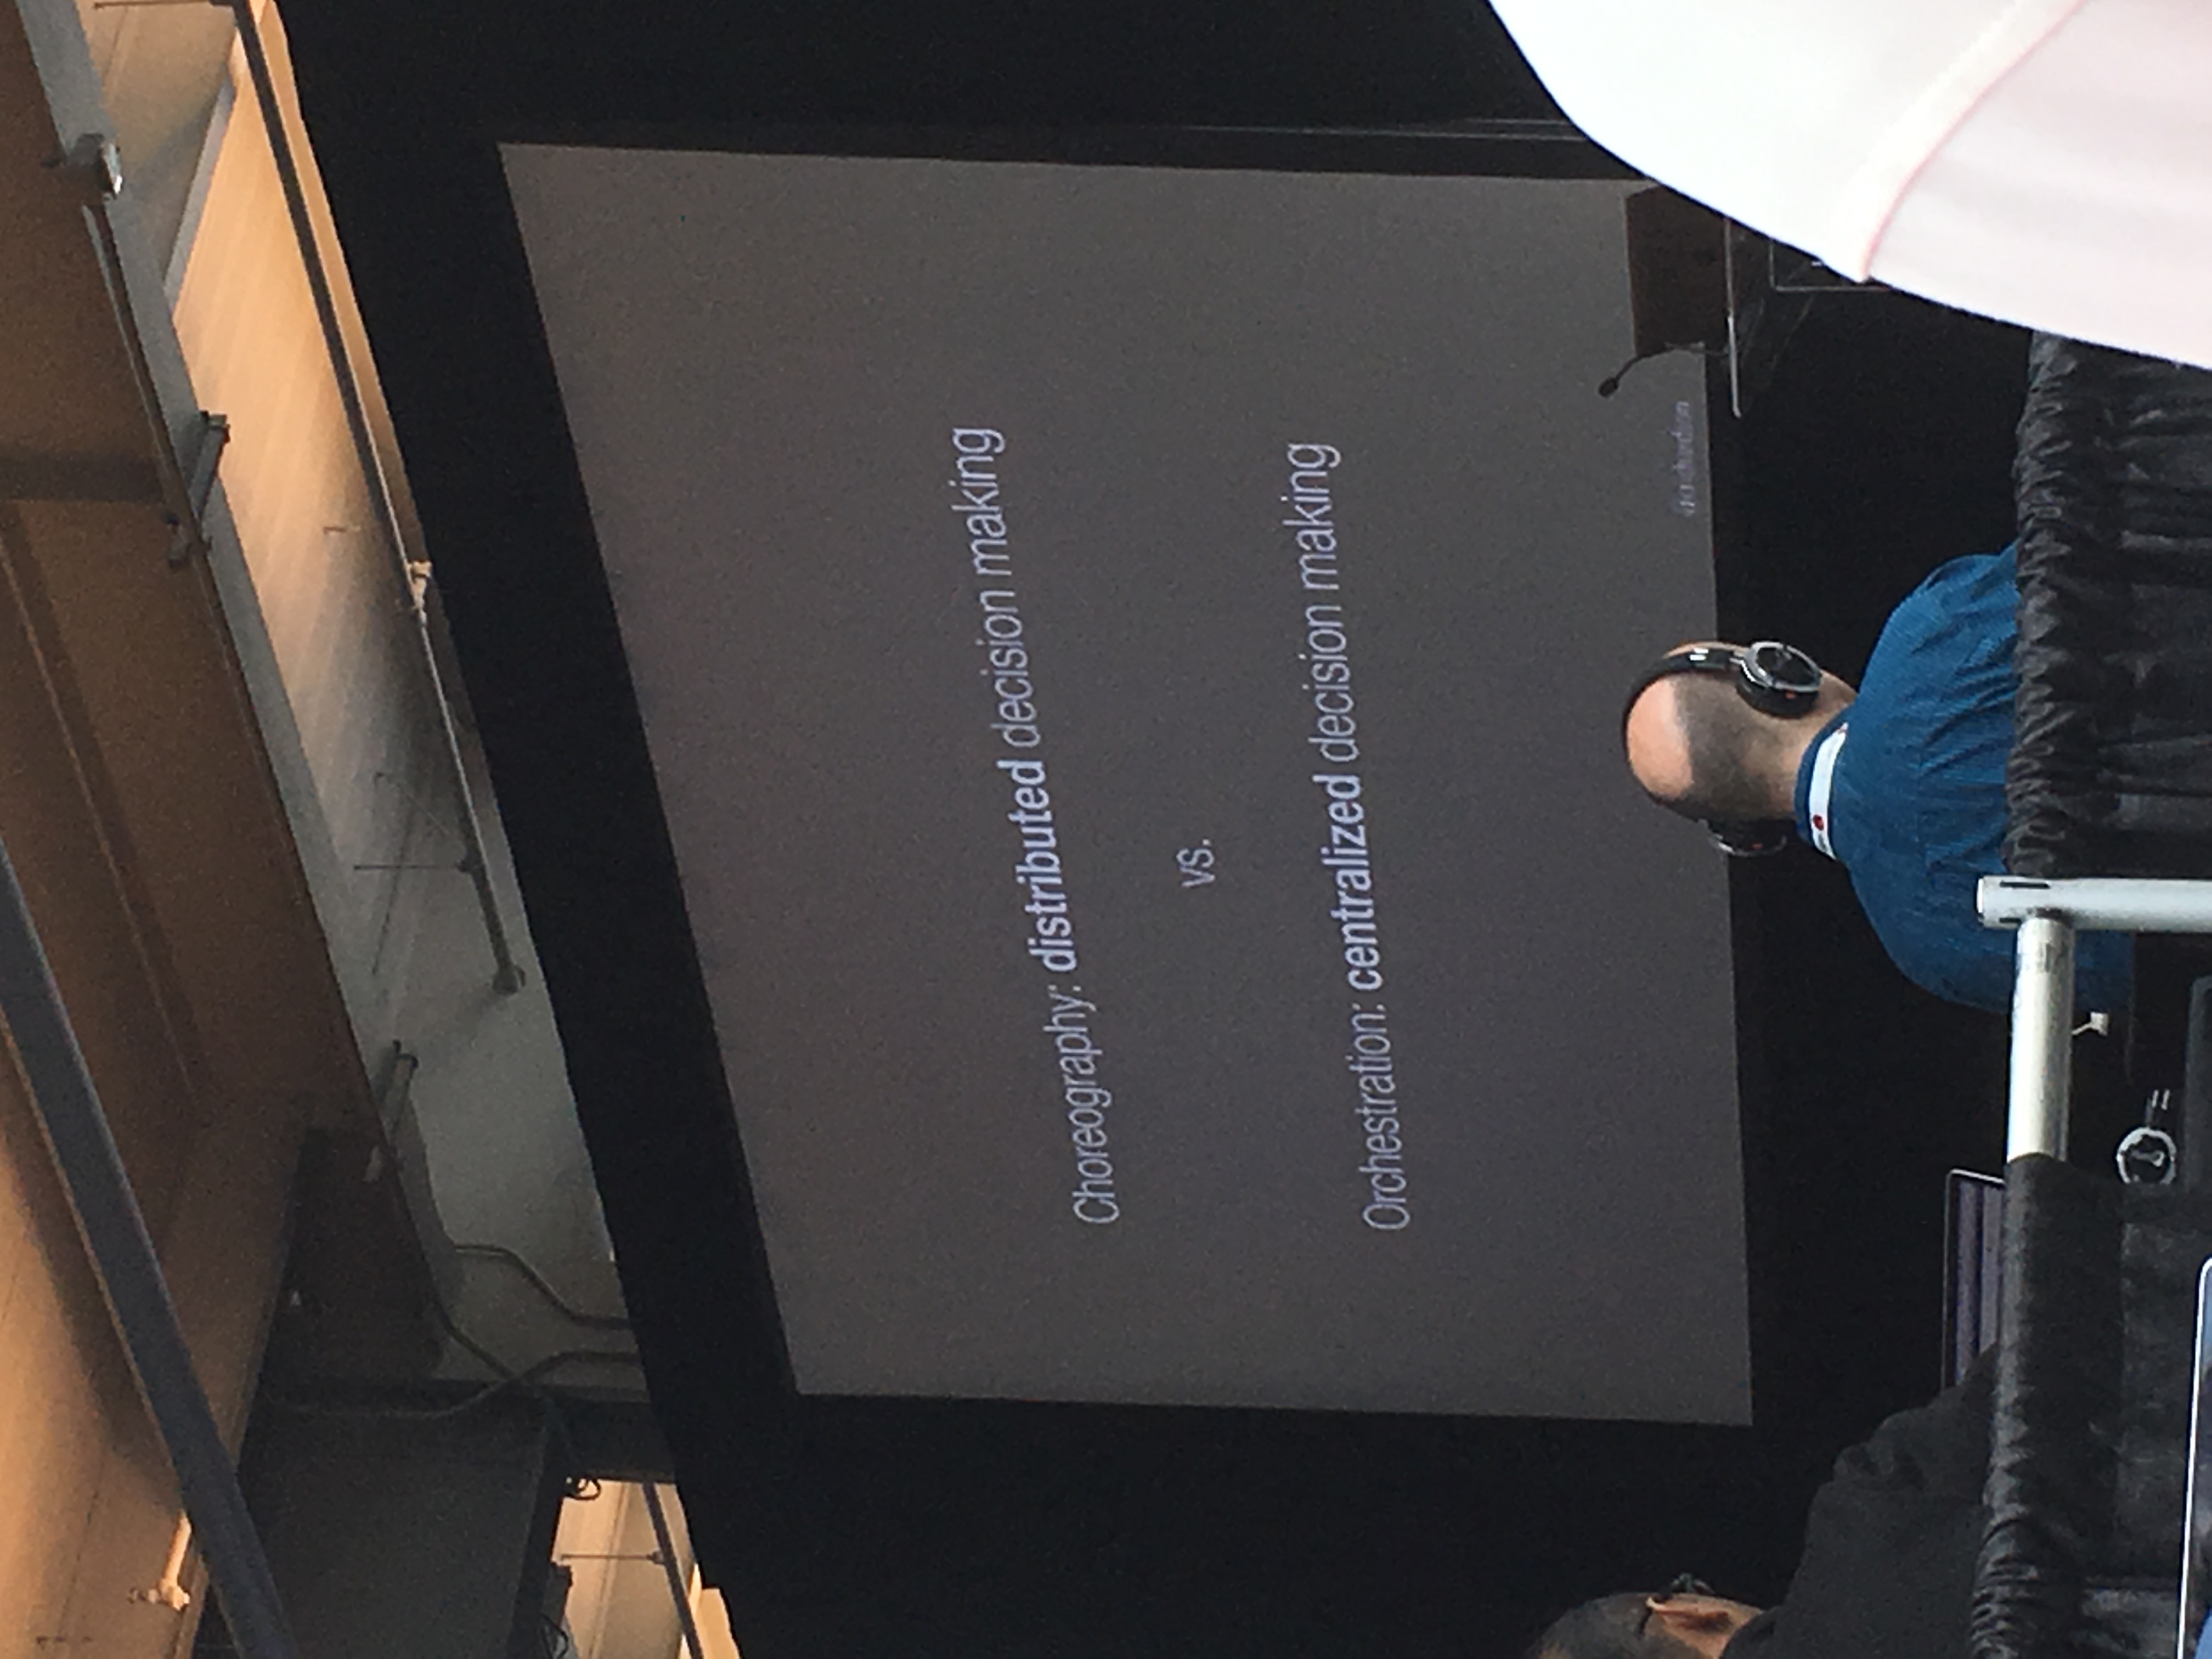 Choreography: distributed decision making
vs.
Orchestration: centralized decision making